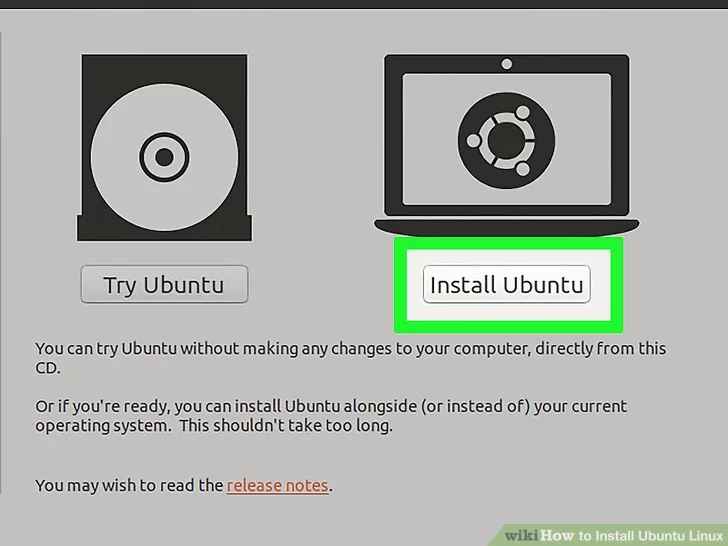 Try Ubuntu
Install Ubuntu
You can try Ubuntu without making any changes to your computer, directly from this
CD.
Or if you're ready, you can install Ubuntu alongside (or instead of) your current
operating system.  This shouldn't take too long.
You may wish to read the release notes.
wikiHow to Install Ubuntu Linux